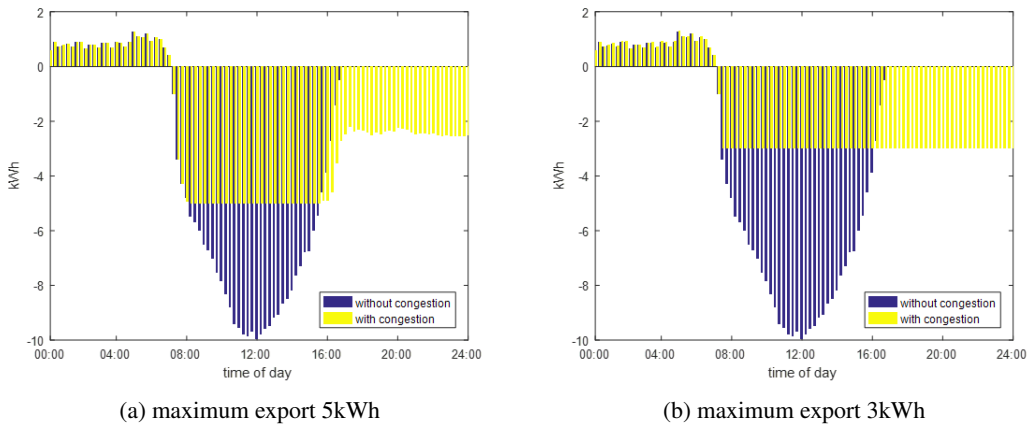 2
0
-2
-4
-6
-8
-10
kWh
00:00 04:00 08:00 12:00 16:00 20:00 24:00
time of day
without congestion
with congestion
(a) maximum export 5kWh
2
0
-2
-4
-6
-8
-10
kWh
00:00 04:00 08:00 12:00 16:00 20:00 24:00
time of day
without congestion
with congestion
(b) maximum export 3kWh